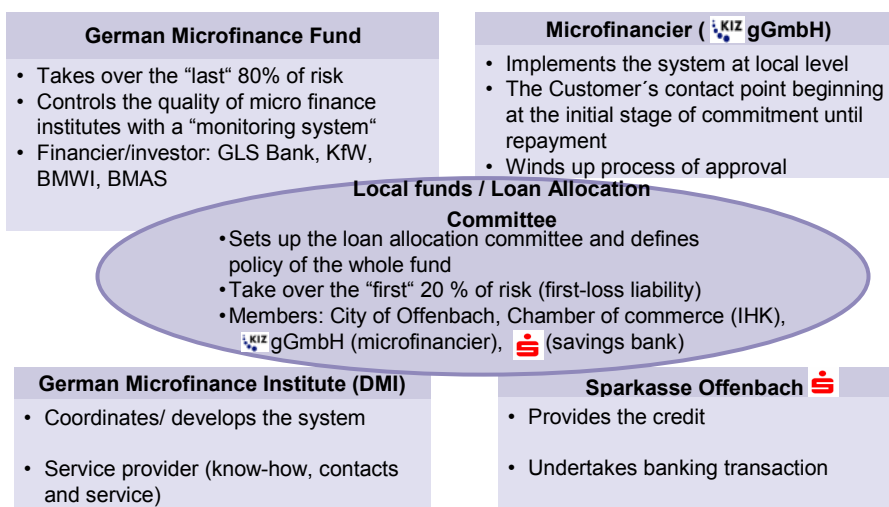 German Microfinance Fund
• Takes over the “last“ 80% of risk
• Controls the quality of micro finance
institutes with a “monitoring system“
• Financier/investor: GLS Bank, KfW,
BMWI, BMAS
Microfinancier ( KIZ gGmbH)
• Implements the system at local level
• The Customer´s contact point beginning
at the initial stage of commitment until
repayment
• Winds up process of approval
Local funds / Loan Allocation
Committee
•Sets up the loan allocation committee and defines
policy of the whole fund
•Take over the “first“ 20 % of risk (first-loss liability)
•Members: City of Offenbach, Chamber of commerce (IHK),
KIZ gGmbH (microfinancier), (savings bank)
German Microfinance Institute (DMI)
• Coordinates/ develops the system
• Service provider (know-how, contacts
and service)
Sparkasse Offenbach
• Provides the credit
• Undertakes banking transaction